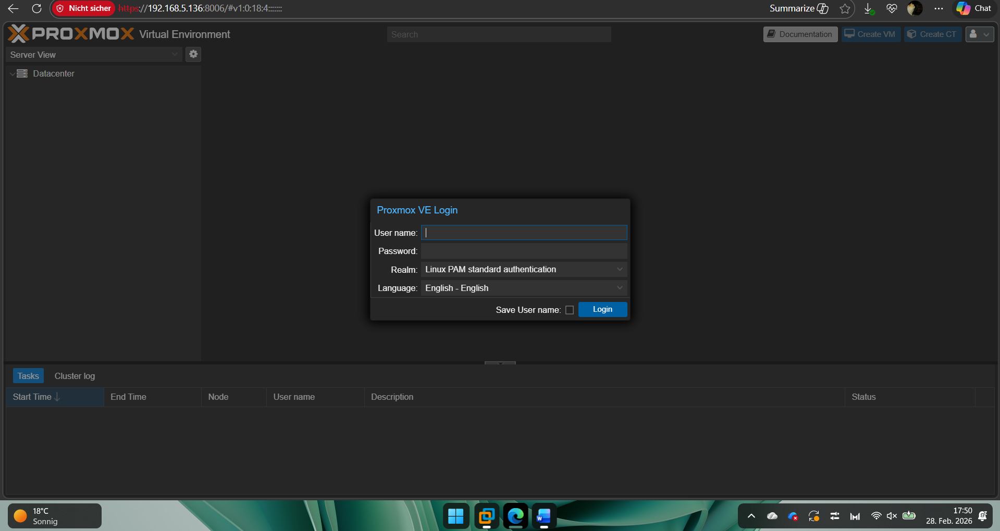 Nicht sicher https://192.168.5.136:8006/#v1:0:18:4:::::::  Summarize Chat
PROXMOX Virtual Environment Search Documentation Create VM Create CT
Server View
Datacenter
Proxmox VE Login
User name:
Password:
Realm: Linux PAM standard authentication
Language: English - English
Save User name: Login
Tasks Cluster log
Start Time End Time Node User name Description Status
18°C
Sonnig
17:50
28. Feb. 2026